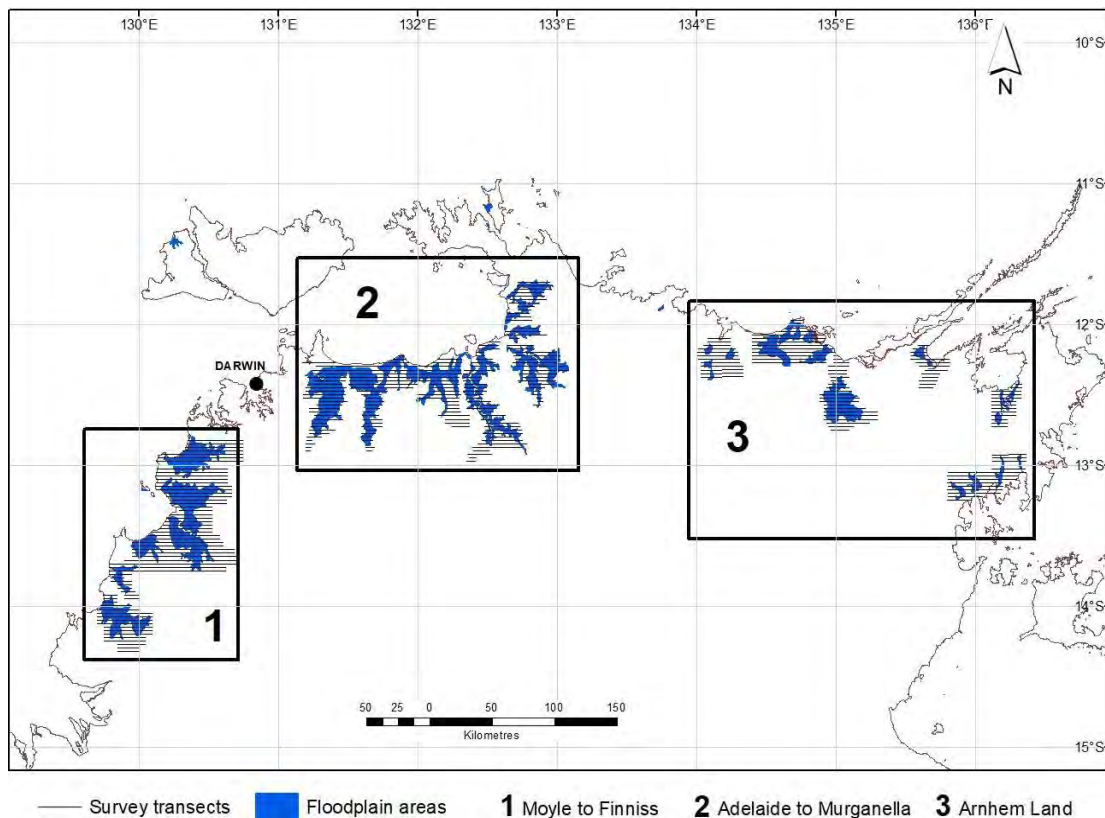 130°E 131°E 132°E 133°E 134°E 135°E 136°E
10°S
N
11°S
2
12°S
DARWIN
3
13°S
1
14°S
50 25 0 50 100 150
Kilometres
15°S
Survey transects Floodplain areas 1 Moyle to Finniss 2 Adelaide to Murganella 3 Arnhem Land